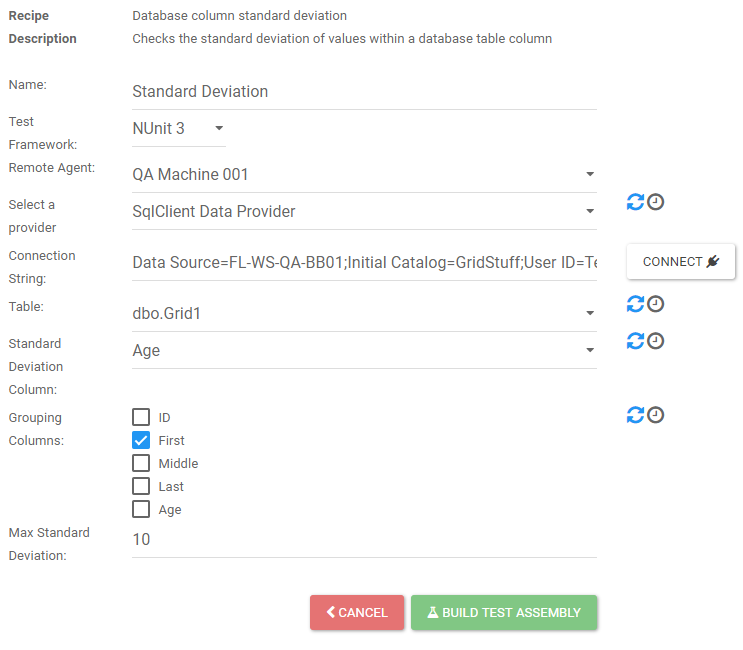 Recipe Database column standard deviation
Description Checks the standard deviation of values within a database table column
Name: Standard Deviation
Test
Framework: NUnit 3
Remote Agent: QA Machine 001
Select a
provider SqlClient Data Provider
Connection
String: Data Source=FL-WS-QA-BB01;Initial Catalog=GridStuff;User ID=Te CONNECT
Table: dbo.Grid1
Standard
Deviation
Column: Age
Grouping
Columns: ID
First
Middle
Last
Age
Max Standard
Deviation: 10
CANCEL BUILD TEST ASSEMBLY